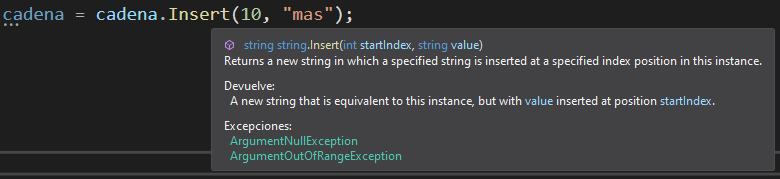 cadena = cadena.Insert(10, "mas");
string string.Insert(int startIndex, string value)
Returns a new string in which a specified string is inserted at a specified index position in this instance.
Devuelve:
A new string that is equivalent to this instance, but with value inserted at position startIndex.
Excepciones:
ArgumentNullException
ArgumentOutOfRangeException